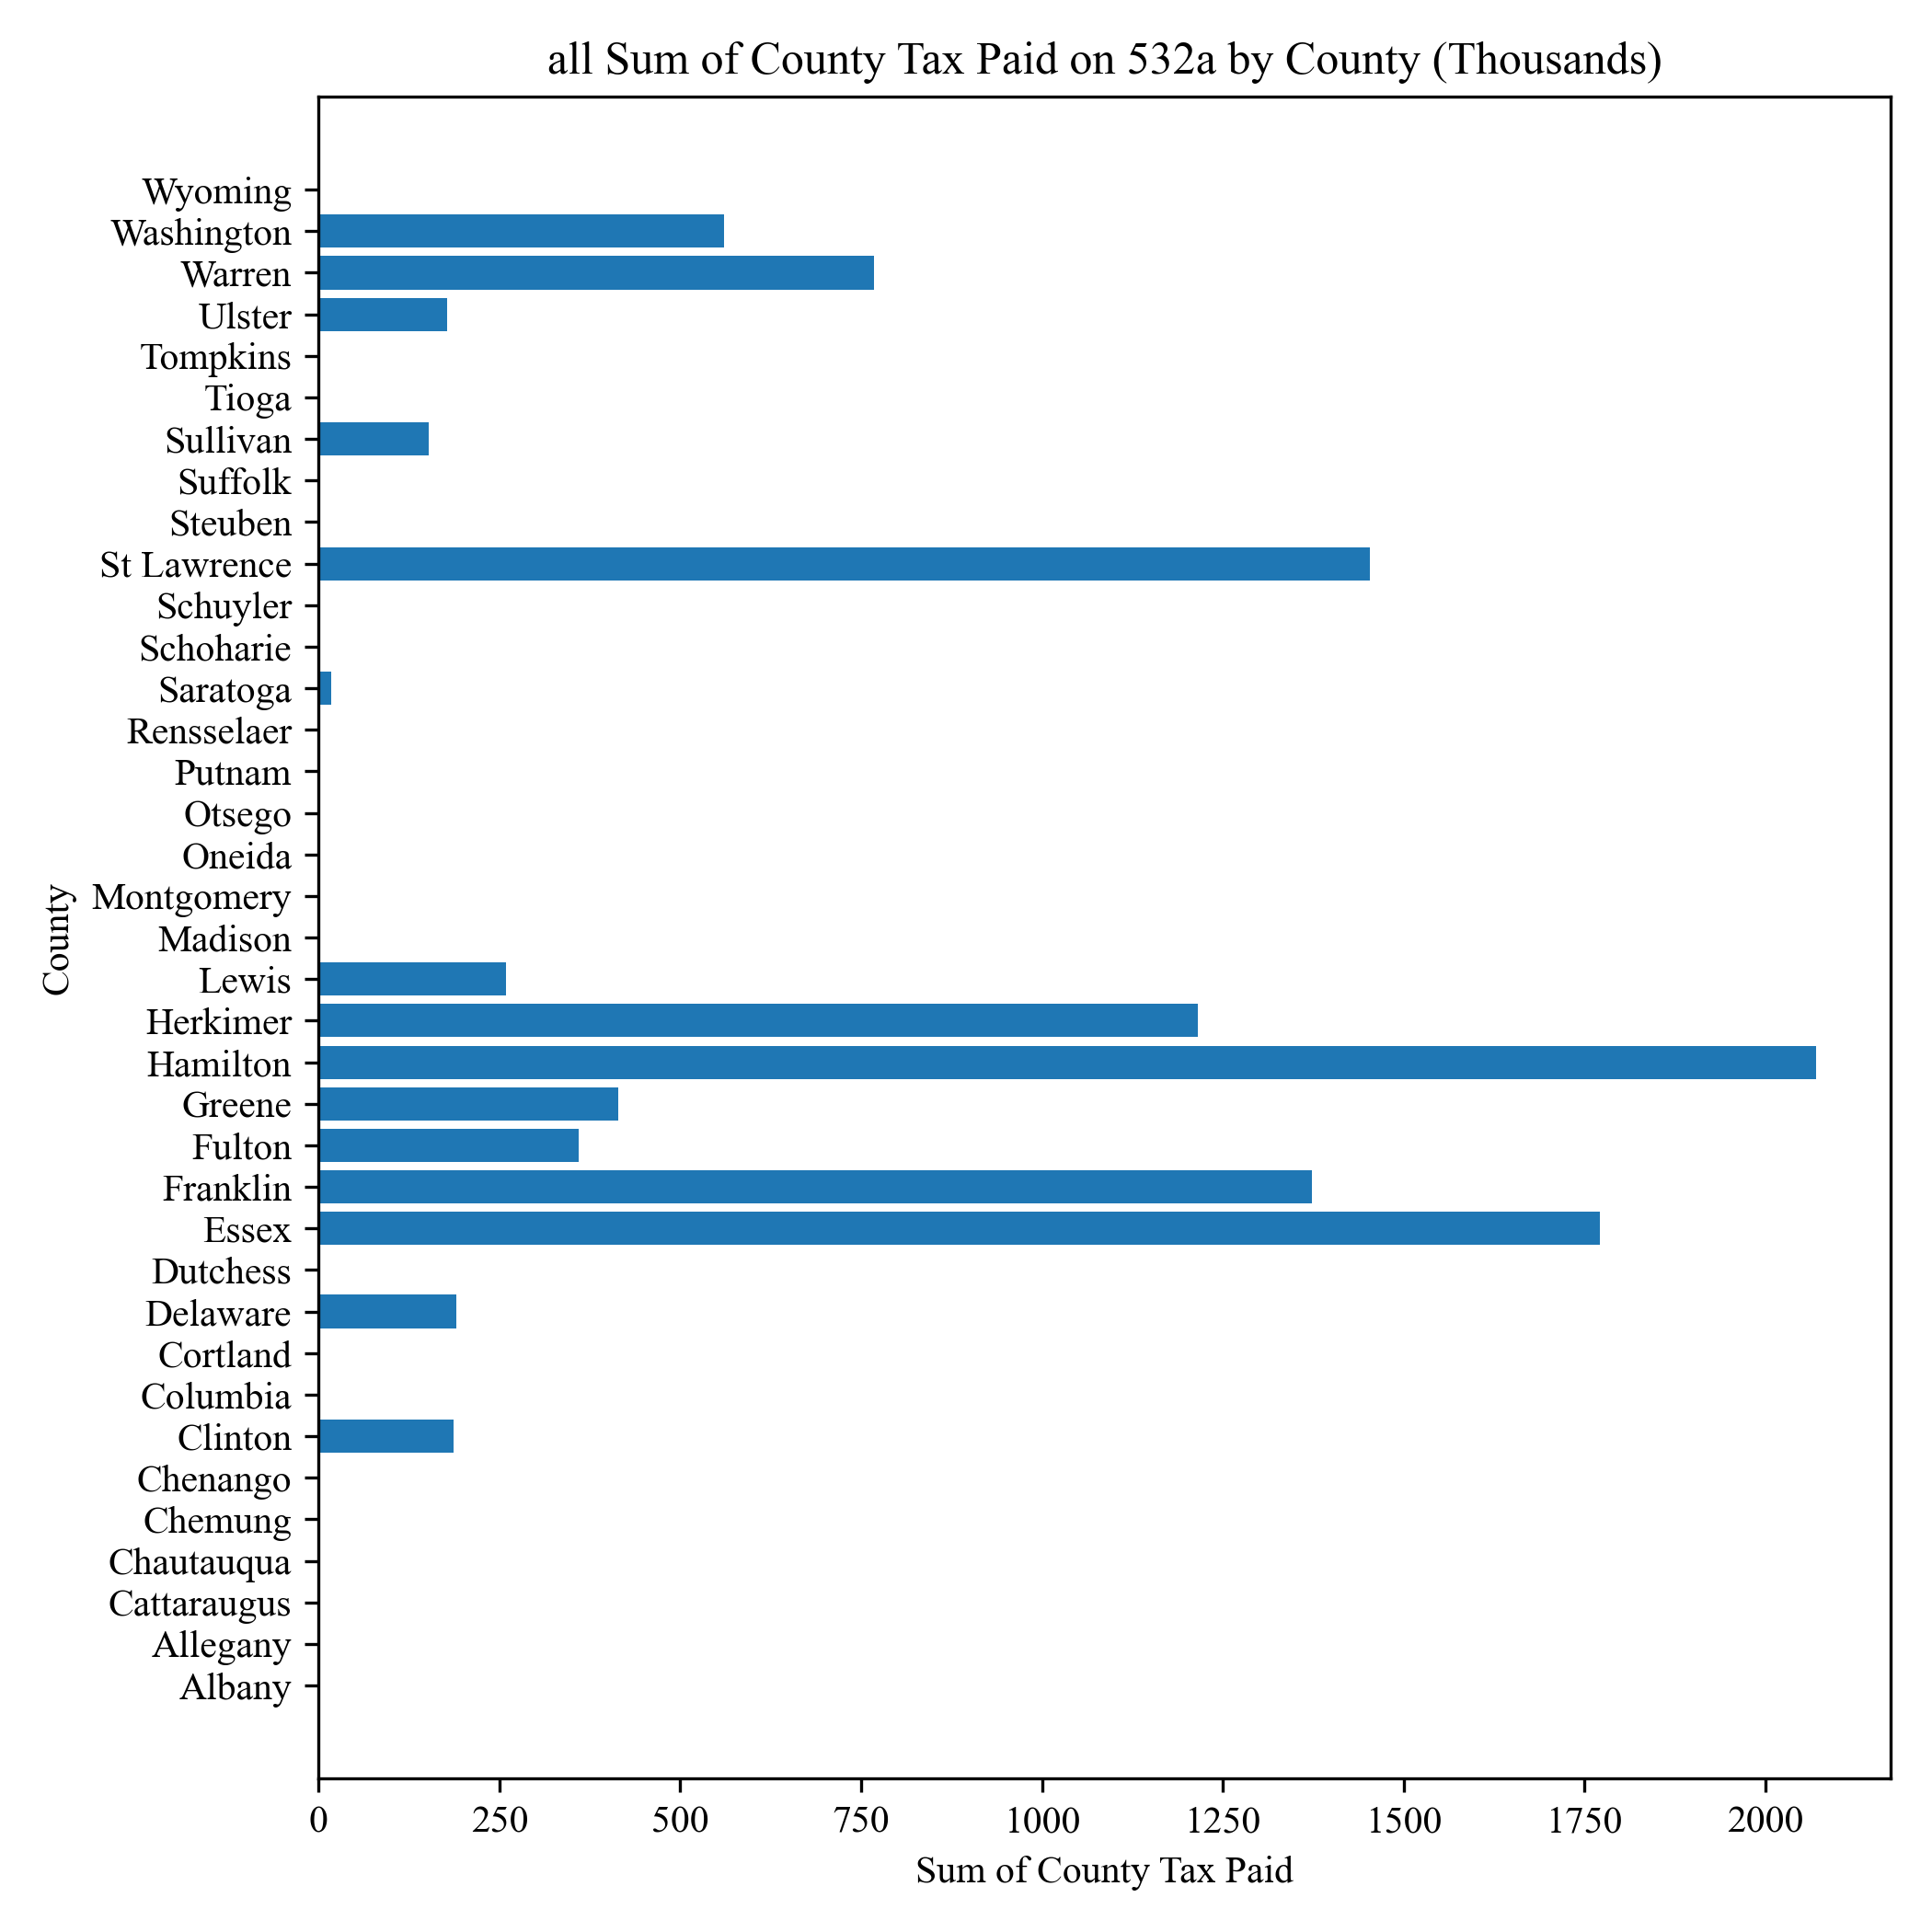 all Sum of County Tax Paid on 532a by County (Thousands)
Wyoming
Washington
Warren
Ulster
Tompkins
Tioga
Sullivan
Suffolk
Steuben
St Lawrence
Schuyler
Schoharie
Saratoga
Rensselaer
Putnam
Otsego
Oneida
Montgomery
Madison
Lewis
Herkimer
Hamilton
Greene
Fulton
Franklin
Essex
Dutchess
Delaware
Cortland
Columbia
Clinton
Chenango
Chemung
Chautauqua
Cattaraugus
Allegany
Albany
County
0 250 500 750 1000 1250 1500 1750 2000
Sum of County Tax Paid